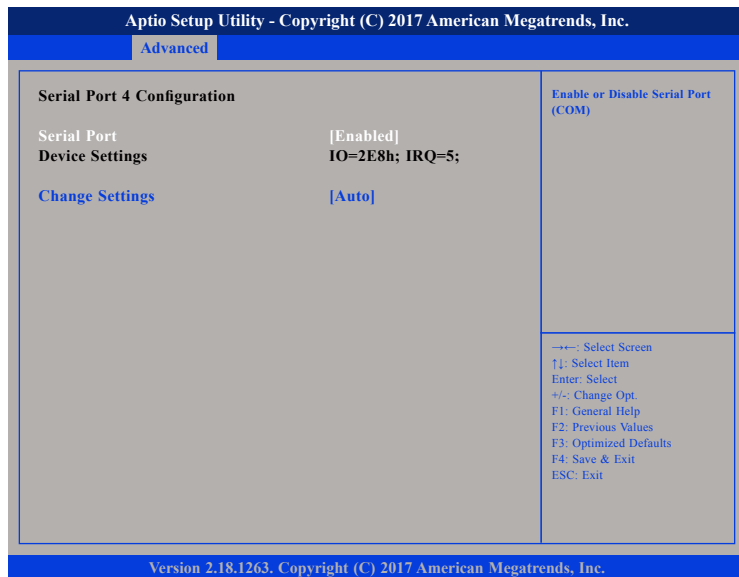 Aptio Setup Utility - Copyright (C) 2017 American Megatrends, Inc.
Advanced
Serial Port 4 Configuration
Serial Port [Enabled]
Device Settings IO=2E8h; IRQ=5;
Change Settings [Auto]
Enable or Disable Serial Port
(COM)
→←: Select Screen
↑↓: Select Item
Enter: Select
+/-: Change Opt.
F1: General Help
F2: Previous Values
F3: Optimized Defaults
F4: Save & Exit
ESC: Exit
Version 2.18.1263. Copyright (C) 2017 American Megatrends, Inc.